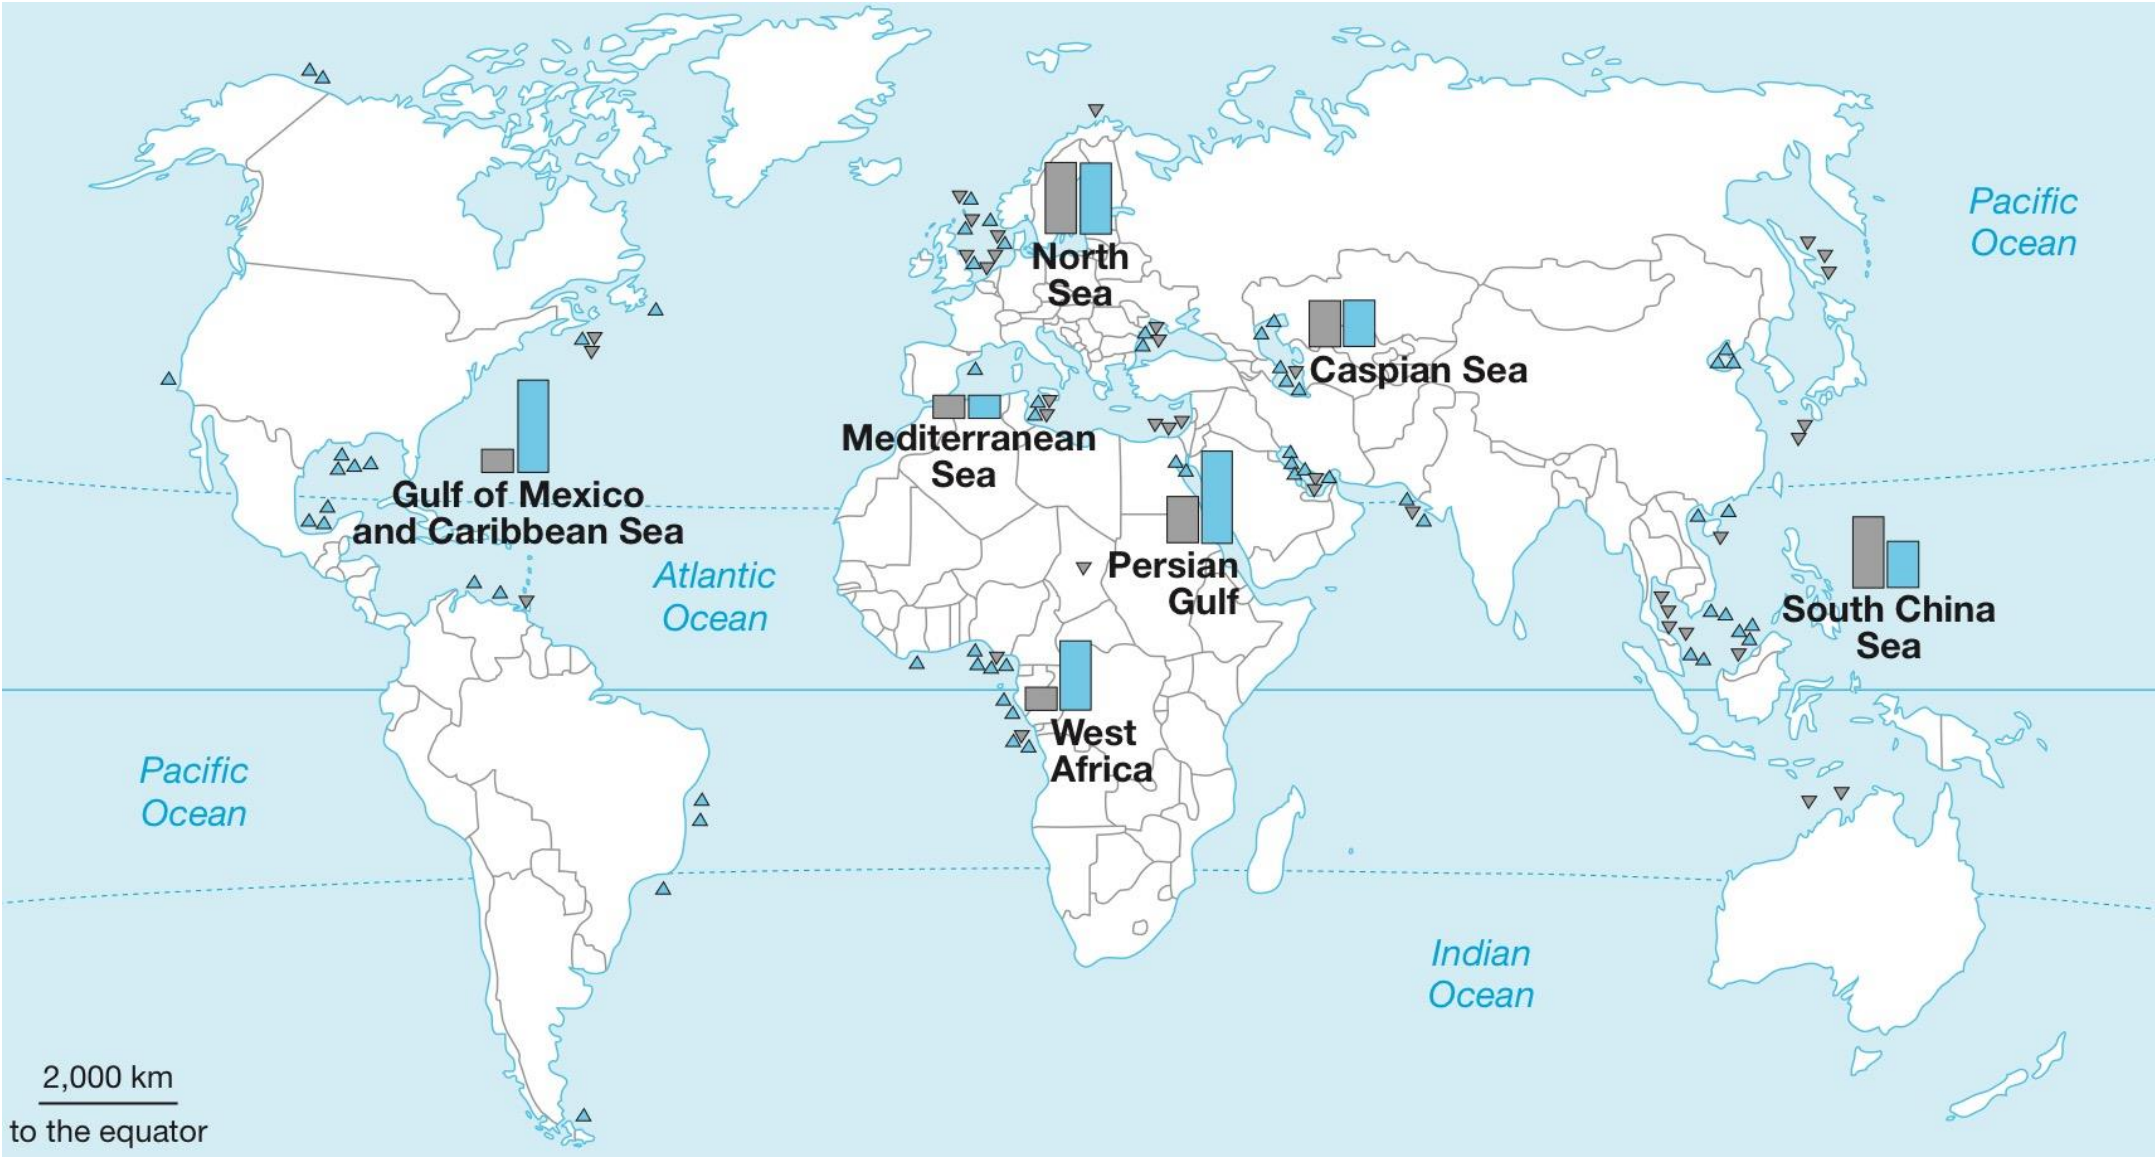 North
Sea
Pacific
Ocean
Caspian Sea
Mediterranean
Sea
Gulf of Mexico
and Caribbean Sea
Atlantic
Ocean
Persian
Gulf
South China
Sea
West
Africa
Pacific
Ocean
Indian
Ocean
2,000 km
to the equator